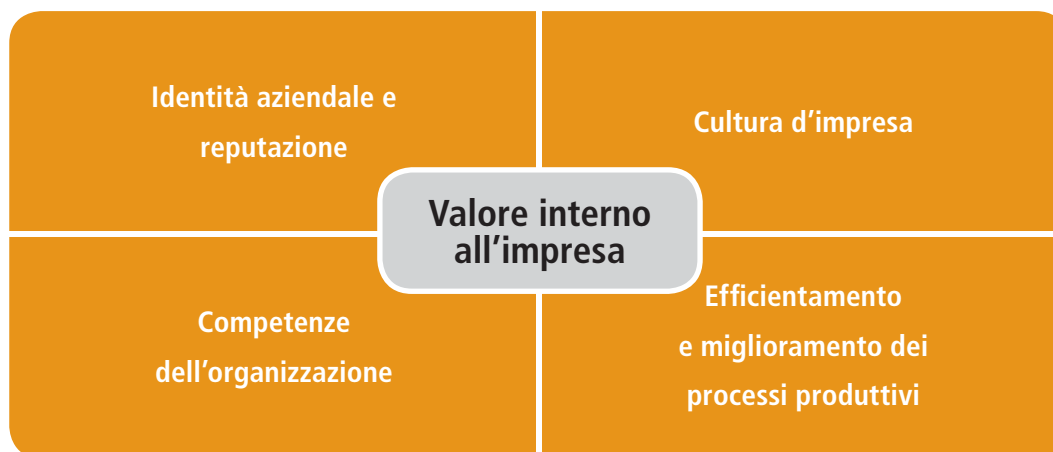 Identità aziendale e
reputazione
Cultura d'impresa
Valore interno
all'impresa
Competenze
dell'organizzazione
Efficientamento
e miglioramento dei
processi produttivi